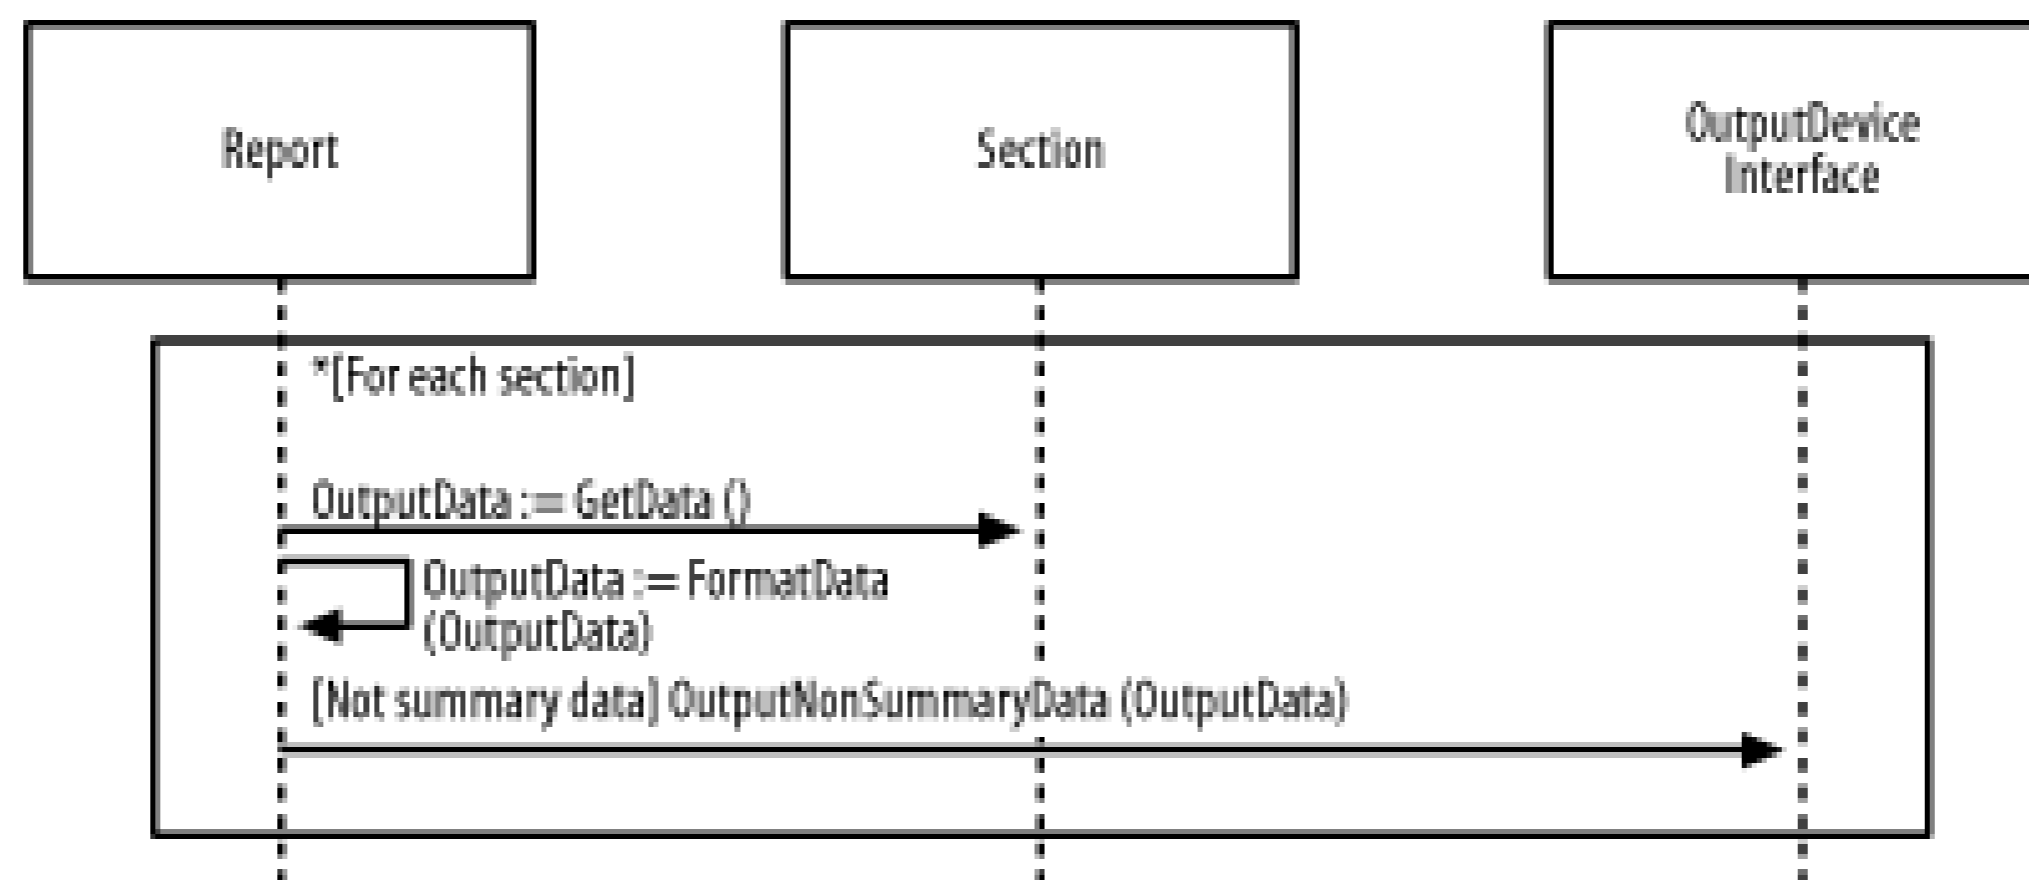 Report
Section
OutputDevice
Interface
*[For each section]
OutputData := GetData ()
OutputData := FormatData
(OutputData)
[Not summary data] OutputNonSummaryData (OutputData)